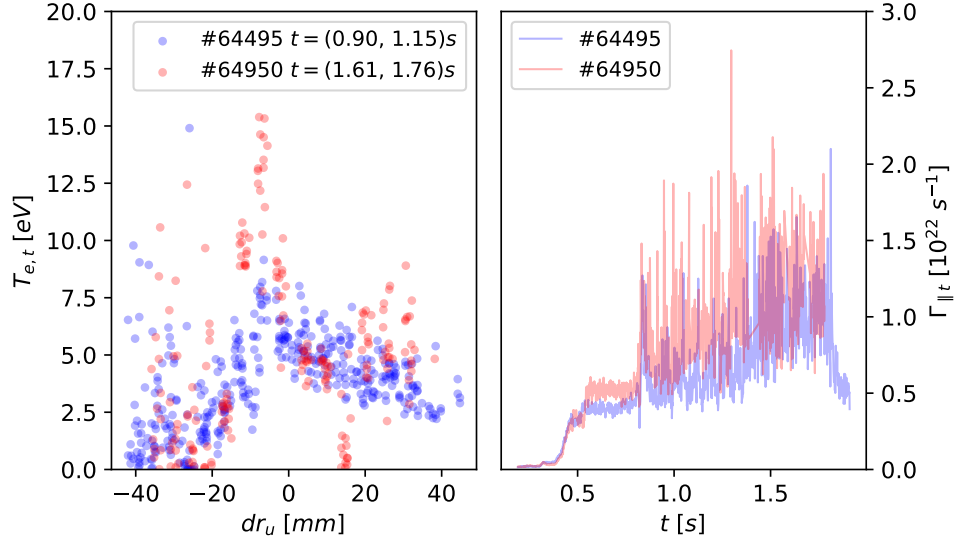 20.0
17.5
15.0
12.5
10.0
7.5
5.0
2.5
0.0
T_{e,t} [eV]
−40 −20 0 20 40
dr_u [mm]
#64495 t = (0.90, 1.15)s
#64950 t = (1.61, 1.76)s
#64495
#64950
0.5 1.0 1.5
t [s]
3.0
2.5
2.0
1.5
1.0
0.5
0.0
Γ_{∥t} [10^{22} s^{−1}]